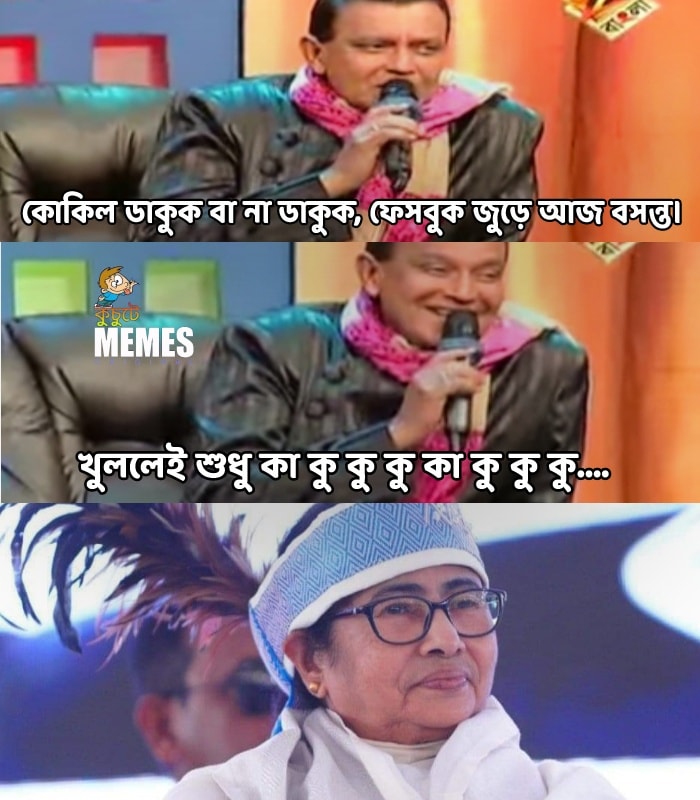 বাংলা
কোকিল ডাকুক বা না ডাকুক, ফেসবুক জুড়ে আজ বসন্ত।
কুচুটে
MEMES
খুললেই শুধু কা কু কু কু কা কু কু কু....